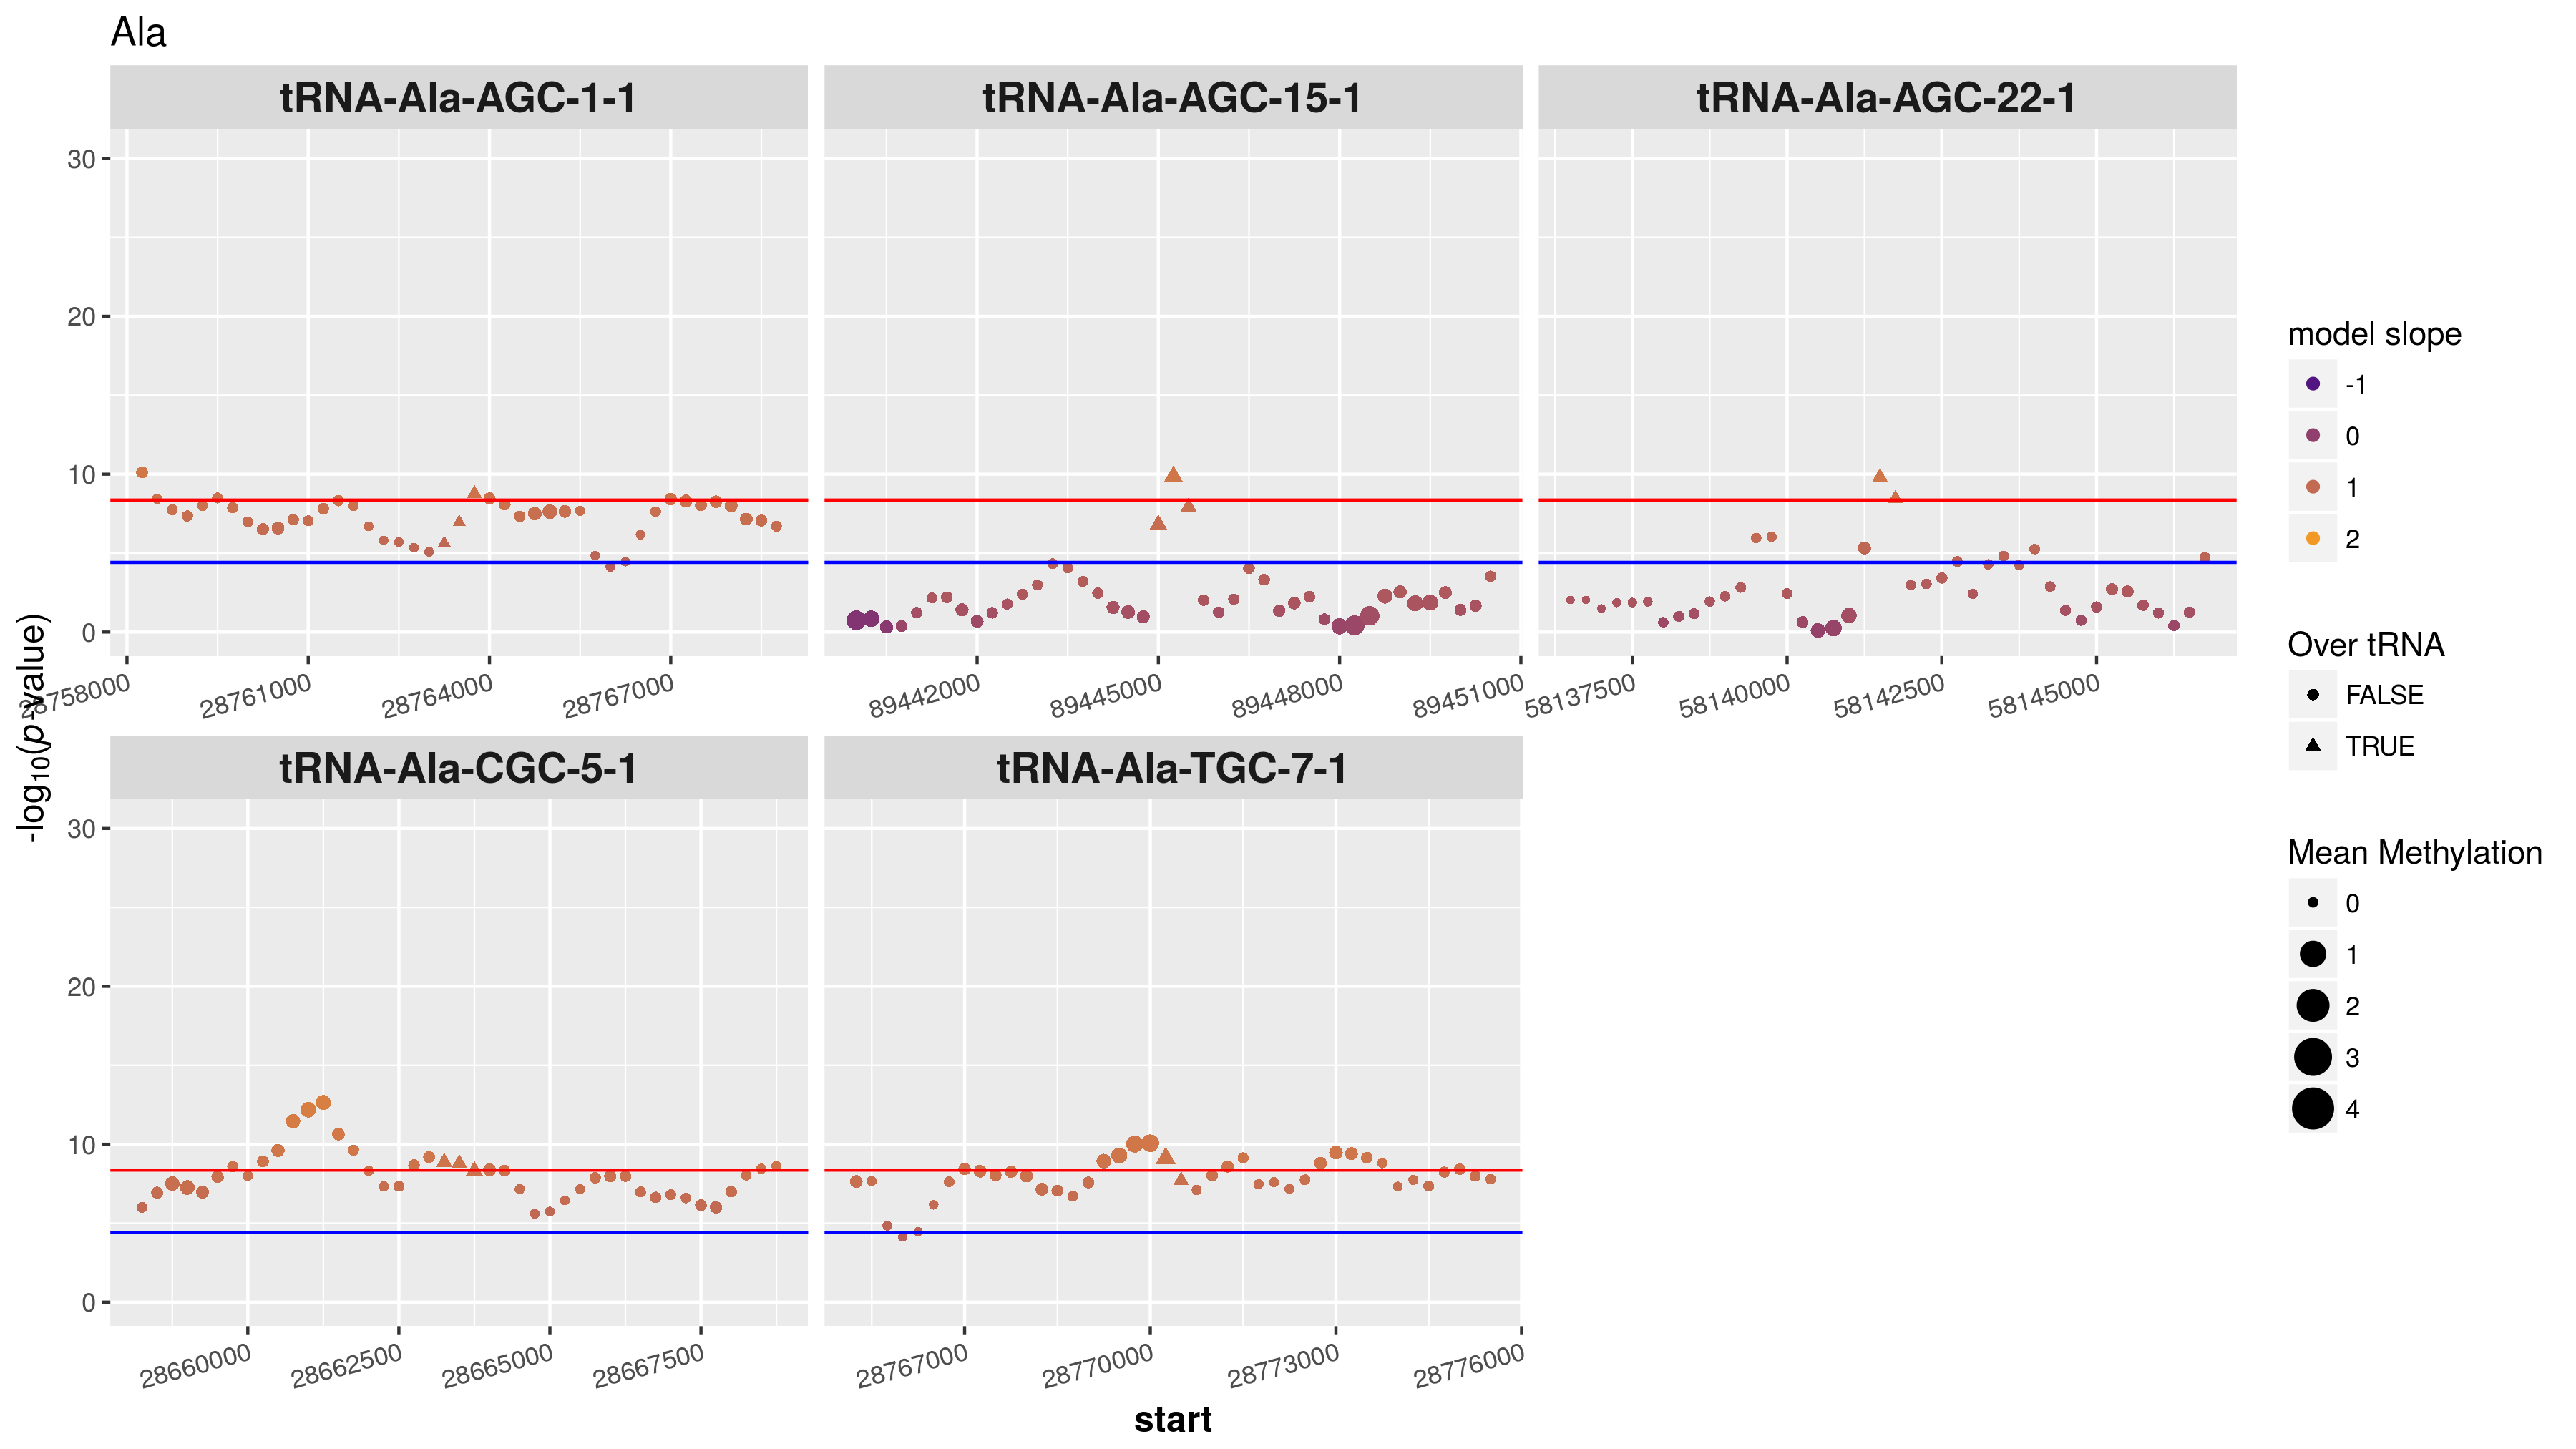 Ala
tRNA-Ala-AGC-1-1
tRNA-Ala-AGC-15-1
tRNA-Ala-AGC-22-1
30
20
10
0
28758000
28761000
28764000
28767000
89442000
89445000
89448000
89451000
58137500
58140000
58142500
58145000
-log10(p-value)
tRNA-Ala-CGC-5-1
tRNA-Ala-TGC-7-1
30
20
10
0
28660000
28662500
28665000
28667500
28767000
28770000
28773000
28776000
start
model slope
-1
0
1
2
Over tRNA
FALSE
TRUE
Mean Methylation
0
1
2
3
4